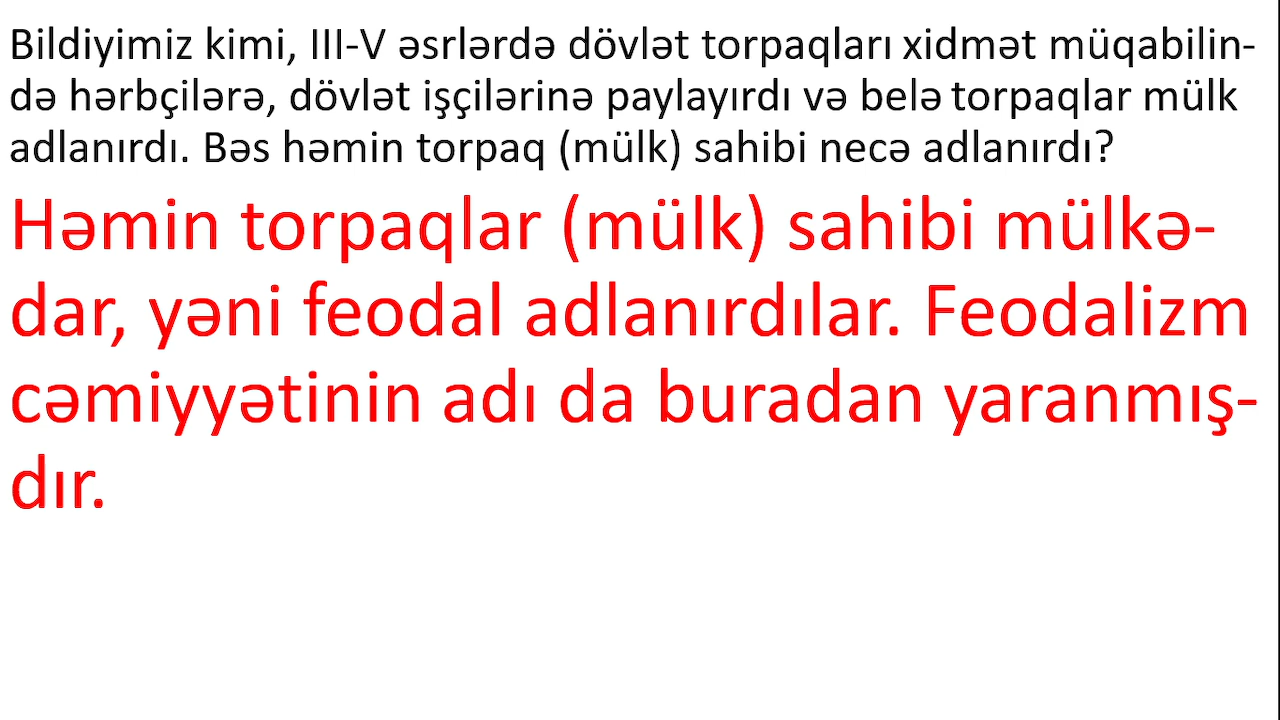 Bildiyimiz kimi, III-V əsrlərdə dövlət torpaqları xidmət müqabilin-
də hərbçilərə, dövlət işçilərinə paylayırdı və belə torpaqlar mülk
adlanırdı. Bəs həmin torpaq (mülk) sahibi necə adlanırdı?
Həmin torpaqlar (mülk) sahibi mülkə-
dar, yəni feodal adlanırdılar. Feodalizm
cəmiyyətinin adı da buradan yaranmış-
dır.